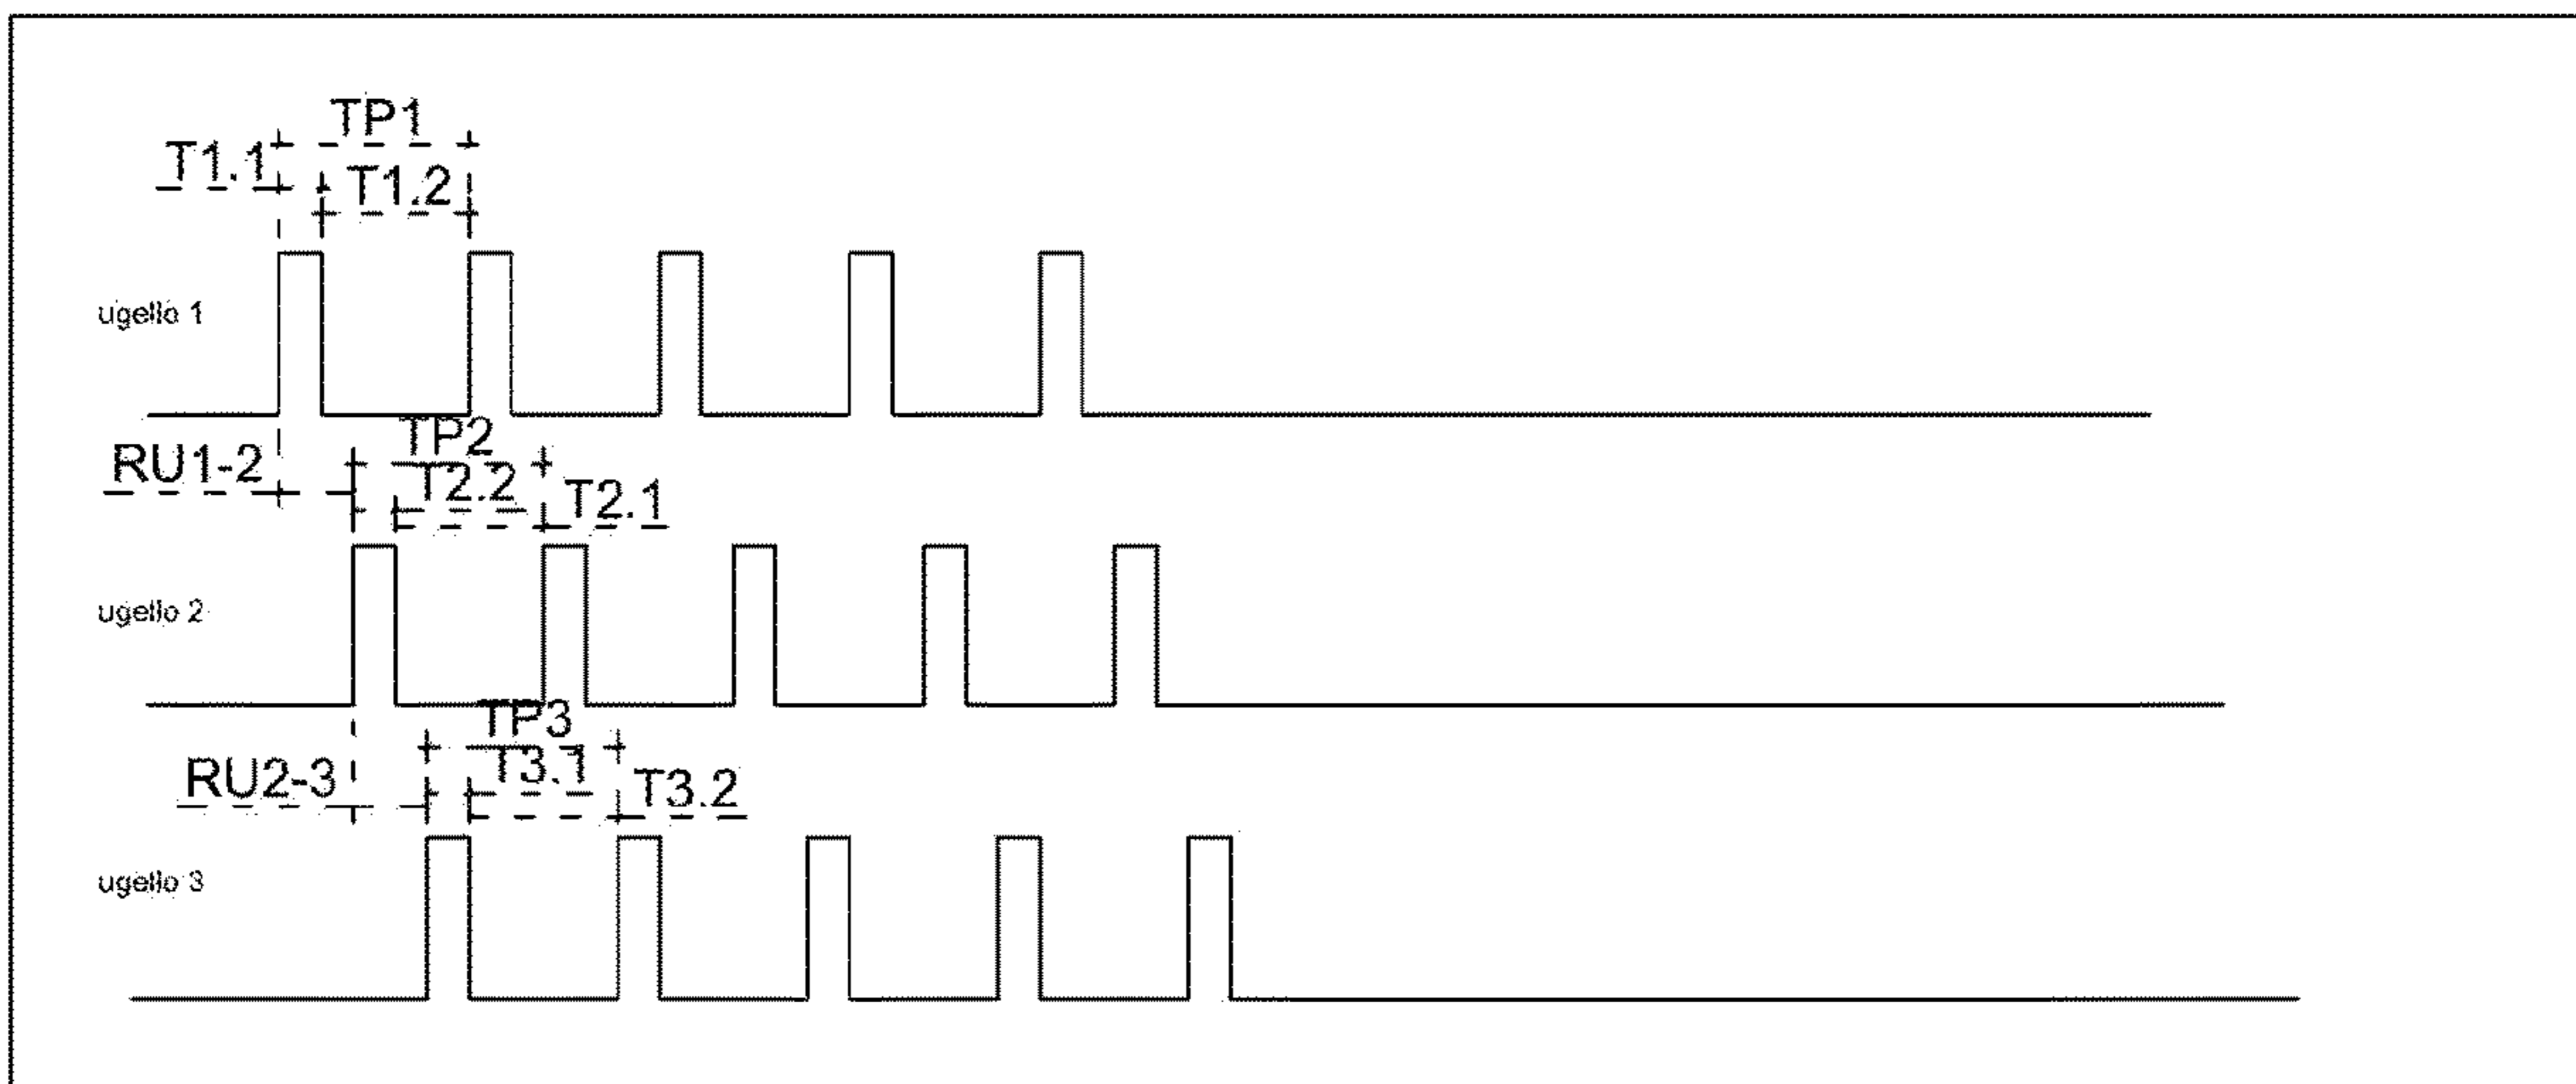 TP1
T1.1
T1.2
ugello 1
TP2
RU1-2
T2.2
T2.1
ugello 2
TP3
RU2-3
T3.1
T3.2
ugello 3